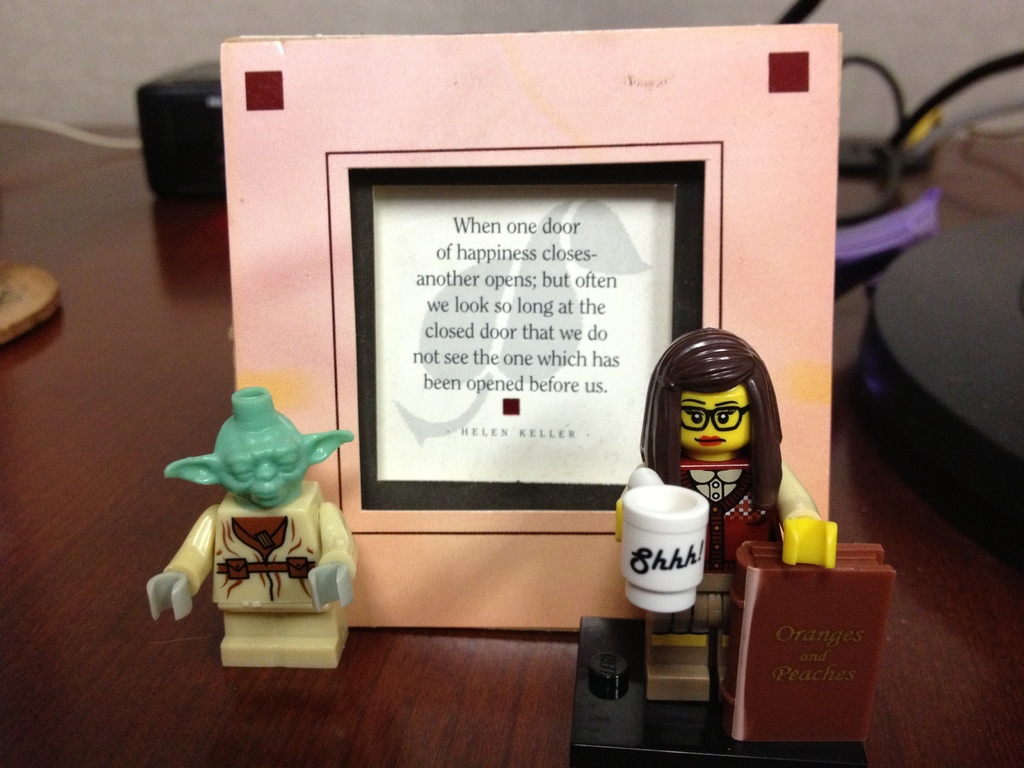 When one door
of happiness closes-
another opens; but often
we look so long at the
closed door that we do
not see the one which has
been opened before us.
- HELEN KELLER -
Shhh!
Oranges
and
Peaches